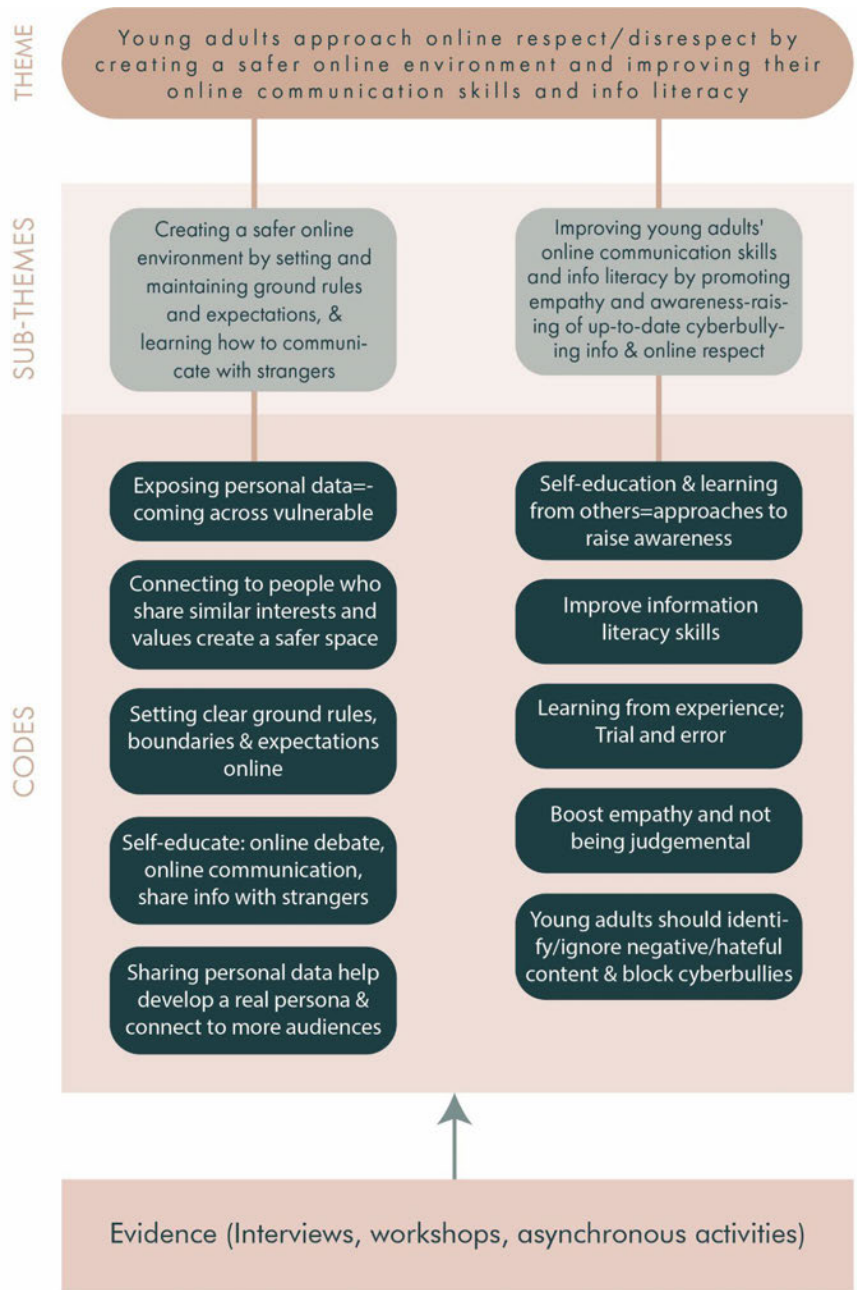 THEME
Young adults approach online respect/disrespect by
creating a safer online environment and improving their
online communication skills and info literacy
SUB-THEMES
Creating a safer online
environment by setting and
maintaining ground rules
and expectations, &
learning how to communi-
cate with strangers
Improving young adults'
online communication skills
and info literacy by promoting
empathy and awareness-rais-
ing of up-to-date cyberbully-
ing info & online respect
CODES
Exposing personal data=-
coming across vulnerable
Connecting to people who
share similar interests and
values create a safer space
Setting clear ground rules,
boundaries & expectations
online
Self-educate: online debate,
online communication,
share info with strangers
Sharing personal data help
develop a real persona &
connect to more audiences
Self-education & learning
from others=approaches to
raise awareness
Improve information
literacy skills
Learning from experience;
Trial and error
Boost empathy and not
being judgemental
Young adults should identi-
fy/ignore negative/hateful
content & block cyberbullies
Evidence (Interviews, workshops, asynchronous activities)